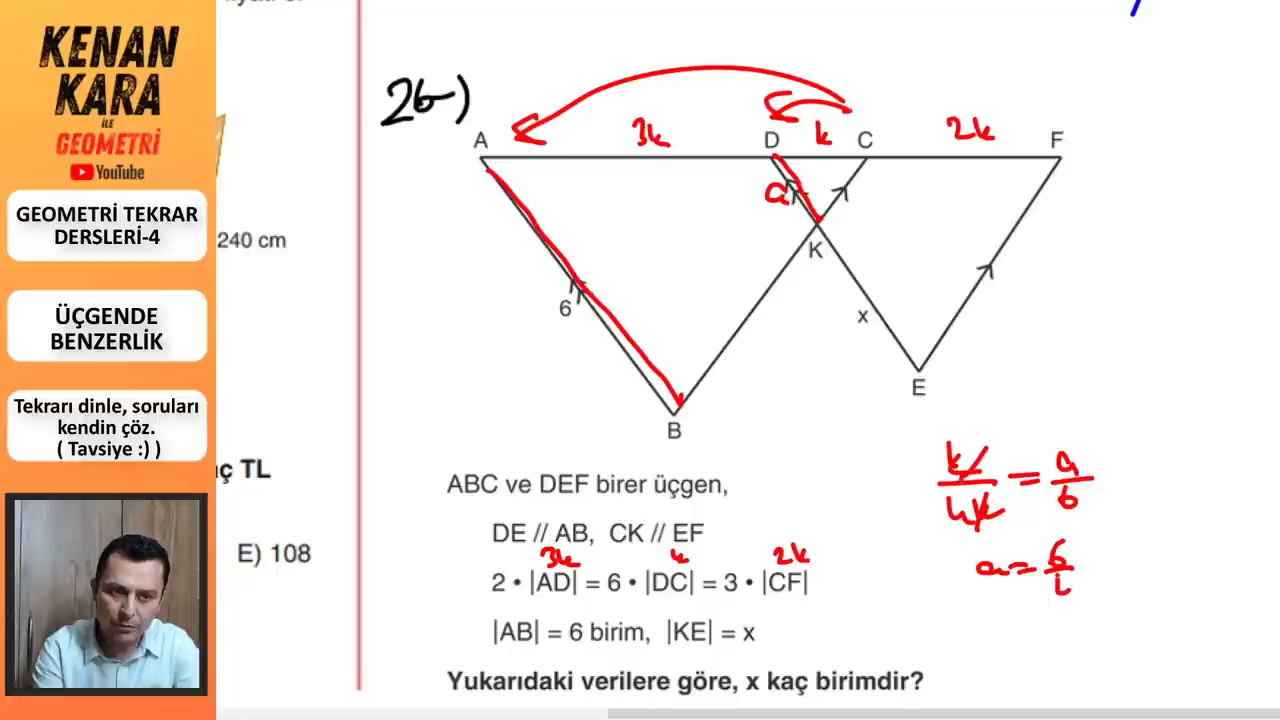 KENAN
KARA
İLE
GEOMETRİ
YouTube
GEOMETRİ TEKRAR
DERSLERİ-4
ÜÇGENDE
BENZERLİK
Tekrarı dinle, soruları
kendin çöz.
( Tavsiye :) )
240 cm
ç TL
E) 108
26)
A 3k D k C 2k F
a
K
6
x
E
B
ABC ve DEF birer üçgen,
DE // AB, CK // EF
3k k 2k
2 • |AD| = 6 • |DC| = 3 • |CF|
|AB| = 6 birim, |KE| = x
Yukarıdaki verilere göre, x kaç birimdir?
k/4k = a/6
a = 6/